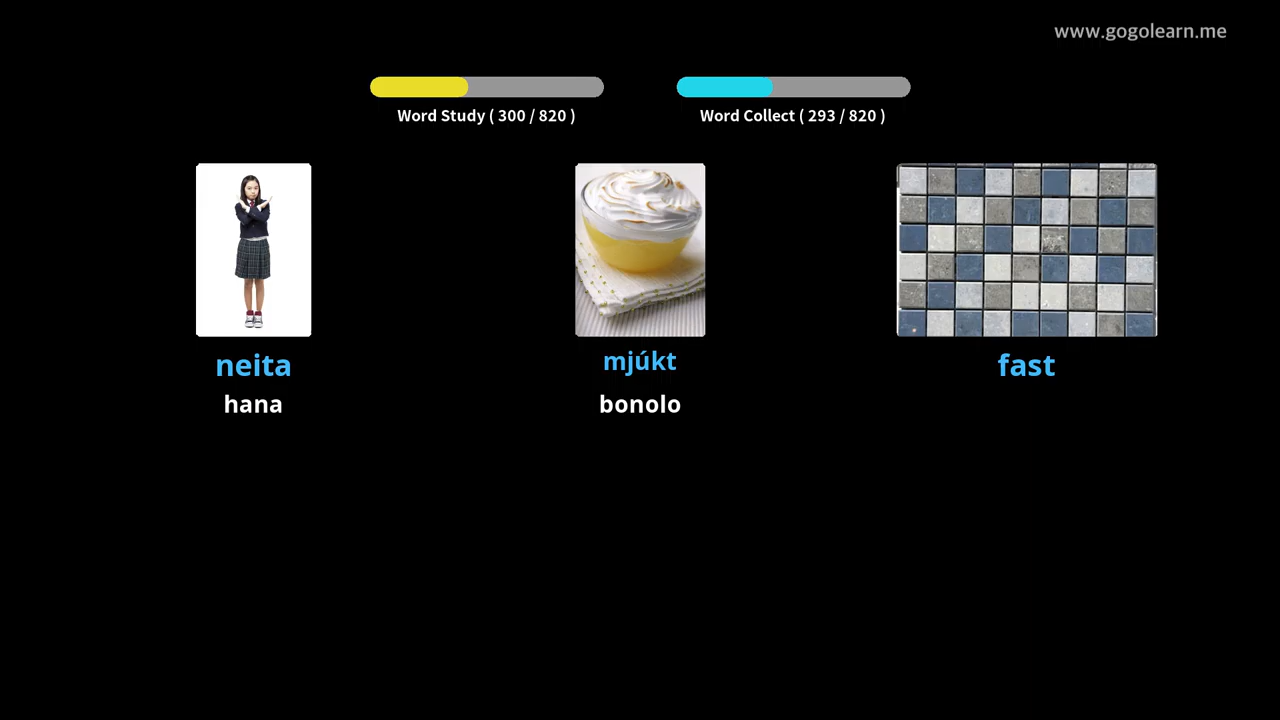 www.gogolearn.me
Word Study ( 300 / 820 )
Word Collect ( 293 / 820 )
neita
hana
mjúkt
bonolo
fast